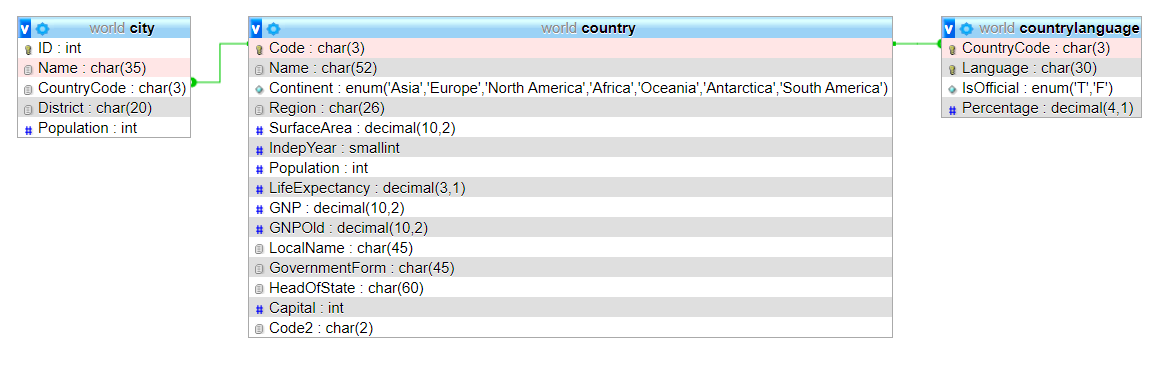 v world city
ID : int
Name : char(35)
CountryCode : char(3)
District : char(20)
# Population : int
v world country
Code : char(3)
Name : char(52)
Continent : enum('Asia','Europe','North America','Africa','Oceania','Antarctica','South America')
Region : char(26)
# SurfaceArea : decimal(10,2)
# IndepYear : smallint
# Population : int
# LifeExpectancy : decimal(3,1)
# GNP : decimal(10,2)
# GNPOld : decimal(10,2)
LocalName : char(45)
GovernmentForm : char(45)
HeadOfState : char(60)
# Capital : int
Code2 : char(2)
v world countrylanguage
CountryCode : char(3)
Language : char(30)
IsOfficial : enum('T','F')
# Percentage : decimal(4,1)